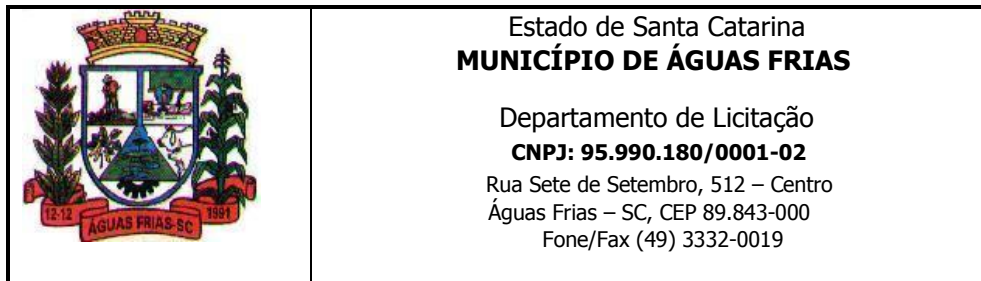 12-12
ÁGUAS FRIAS-SC
1991
Estado de Santa Catarina
MUNICÍPIO DE ÁGUAS FRIAS
Departamento de Licitação
CNPJ: 95.990.180/0001-02
Rua Sete de Setembro, 512 – Centro
Águas Frias – SC, CEP 89.843-000
Fone/Fax (49) 3332-0019